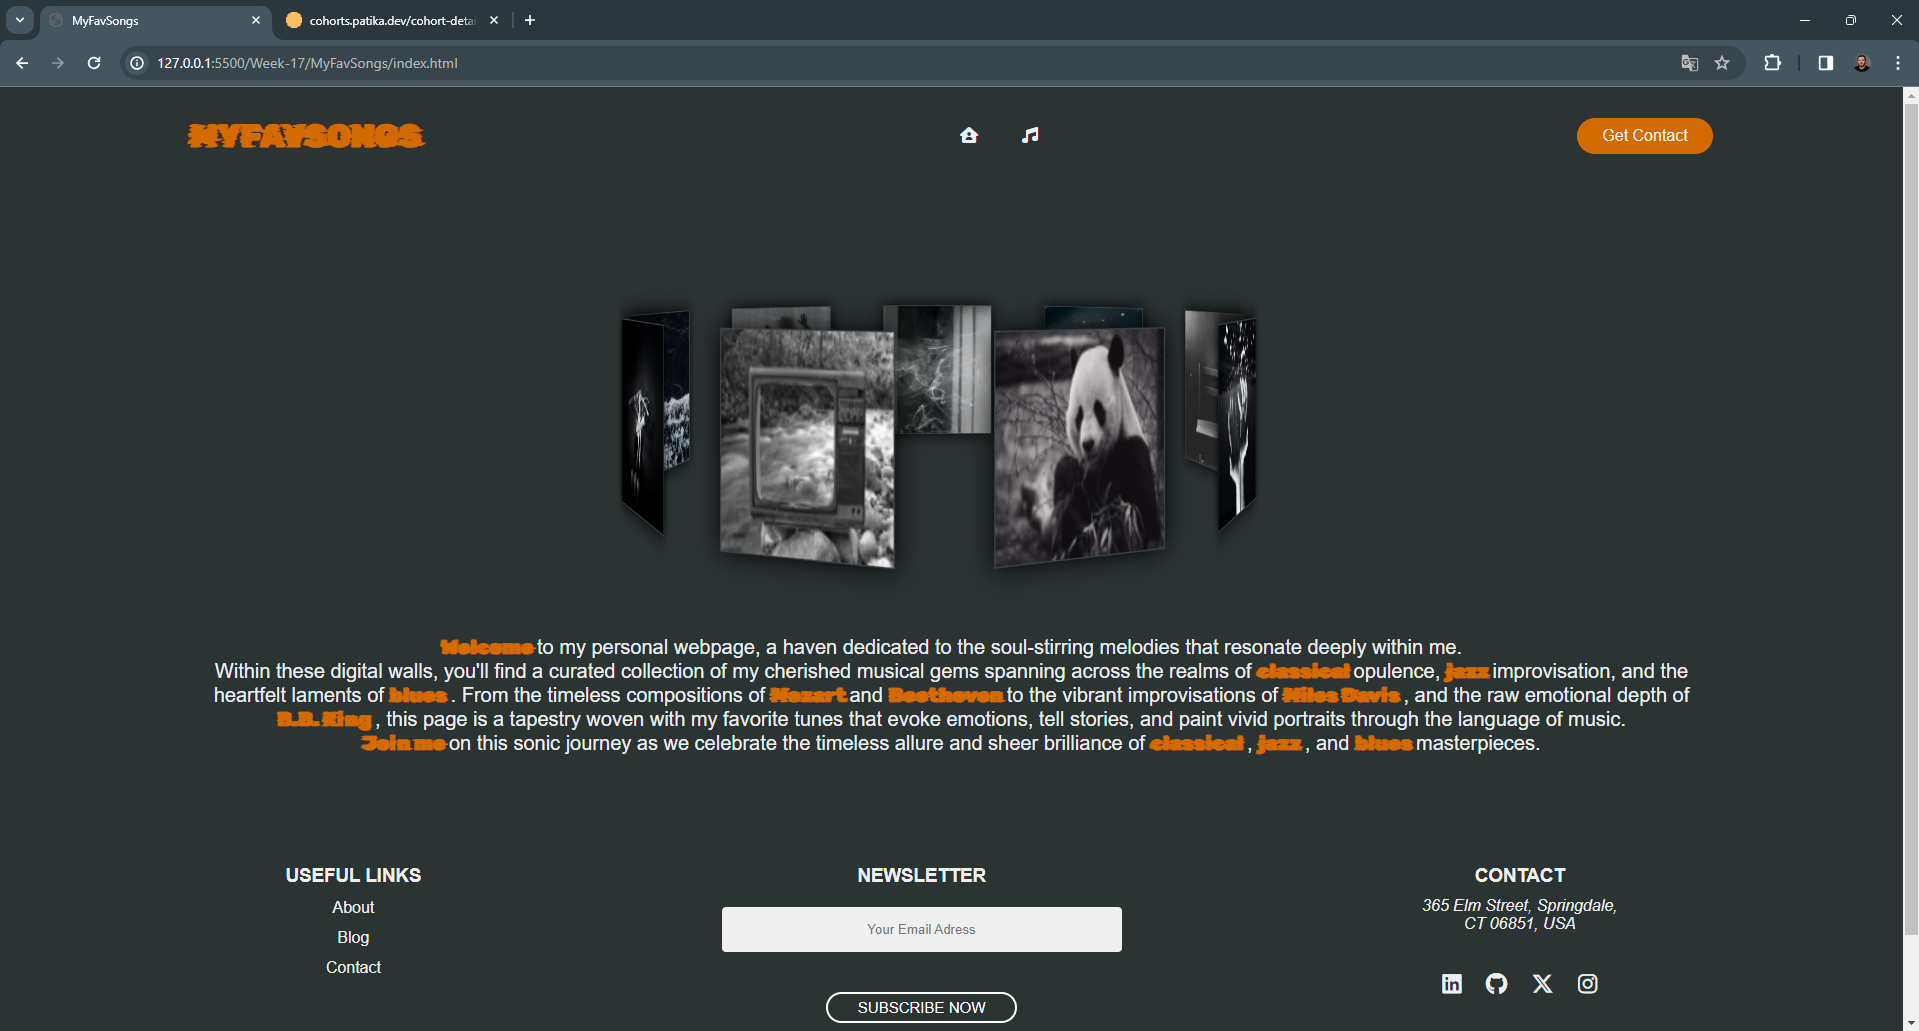 MyFavSongs
cohorts.patika.dev/cohort-deta
127.0.0.1:5500/Week-17/MyFavSongs/index.html
MYFAVSONGS
Get Contact
Welcome to my personal webpage, a haven dedicated to the soul-stirring melodies that resonate deeply within me.
Within these digital walls, you'll find a curated collection of my cherished musical gems spanning across the realms of classical opulence, jazz improvisation, and the
heartfelt laments of blues . From the timeless compositions of Mozart and Beethoven to the vibrant improvisations of Miles Davis , and the raw emotional depth of
B.B. King , this page is a tapestry woven with my favorite tunes that evoke emotions, tell stories, and paint vivid portraits through the language of music.
Join me on this sonic journey as we celebrate the timeless allure and sheer brilliance of classical , jazz , and blues masterpieces.
USEFUL LINKS
About
Blog
Contact
NEWSLETTER
Your Email Adress
SUBSCRIBE NOW
CONTACT
365 Elm Street, Springdale,
CT 06851, USA